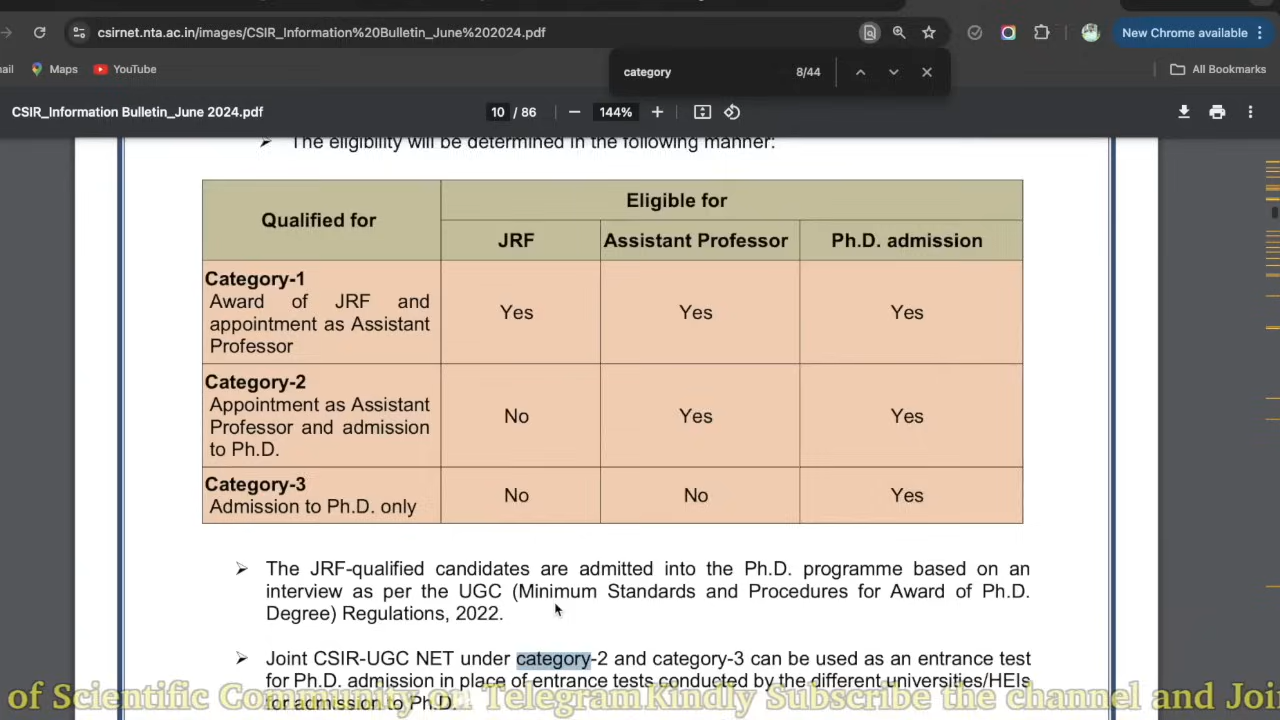 csirnet.nta.ac.in/images/CSIR_Information%20Bulletin_June%202024.pdf
New Chrome available
category
8/44
ail
Maps
YouTube
All Bookmarks
CSIR_Information Bulletin_June 2024.pdf
10 / 86
144%
The eligibility will be determined in the following manner:
Qualified for
Eligible for
JRF
Assistant Professor
Ph.D. admission
Category-1
Award of JRF and
appointment as Assistant
Professor
Yes
Yes
Yes
Category-2
Appointment as Assistant
Professor and admission
to Ph.D.
No
Yes
Yes
Category-3
Admission to Ph.D. only
No
No
Yes
The JRF-qualified candidates are admitted into the Ph.D. programme based on an
interview as per the UGC (Minimum Standards and Procedures for Award of Ph.D.
Degree) Regulations, 2022.
Joint CSIR-UGC NET under category-2 and category-3 can be used as an entrance test
for Ph.D. admission in place of entrance tests conducted by the different universities/HEIs
for admission to Ph.D.
of Scientific Community on Telegram Kindly Subscribe the channel and Joi